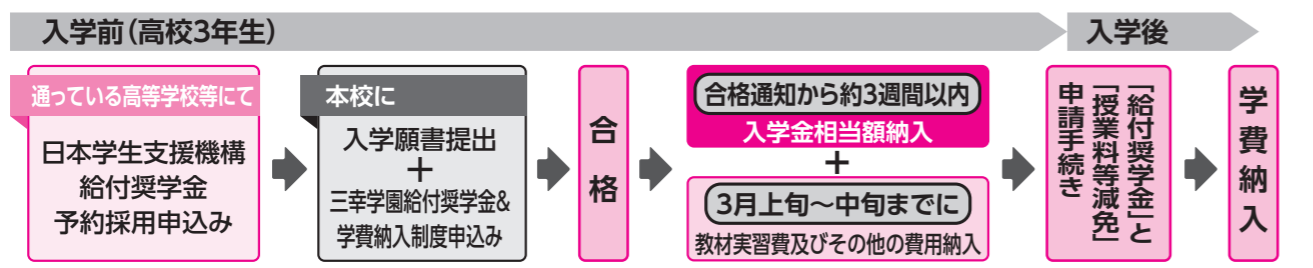 入学前(高校3年生)
入学後
通っている高等学校等にて
日本学生支援機構
給付奨学金
予約採用申込み
本校に
入学願書提出
＋
三幸学園給付奨学金&
学費納入制度申込み
合格
合格通知から約3週間以内
入学金相当額納入
＋
3月上旬〜中旬までに
教材実習費及びその他の費用納入
「給付奨学金」と
「授業料等減免」
申請手続き
学費納入